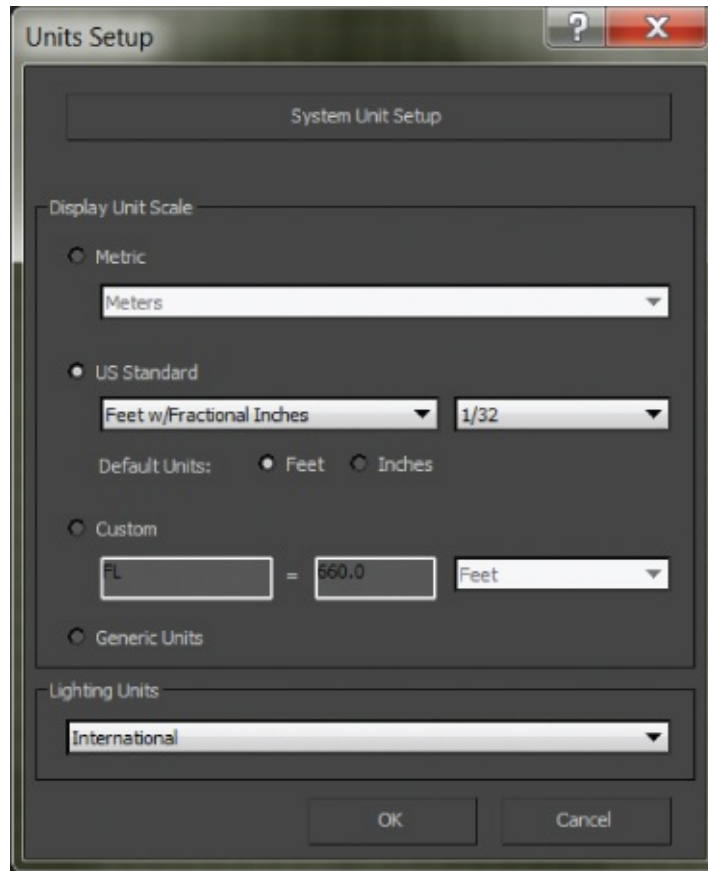 Units Setup
?
X
System Unit Setup
Display Unit Scale
Metric
Meters
US Standard
Feet w/Fractional Inches 1/32
Default Units: Feet Inches
Custom
FL = 660.0 Feet
Generic Units
Lighting Units
International
OK Cancel